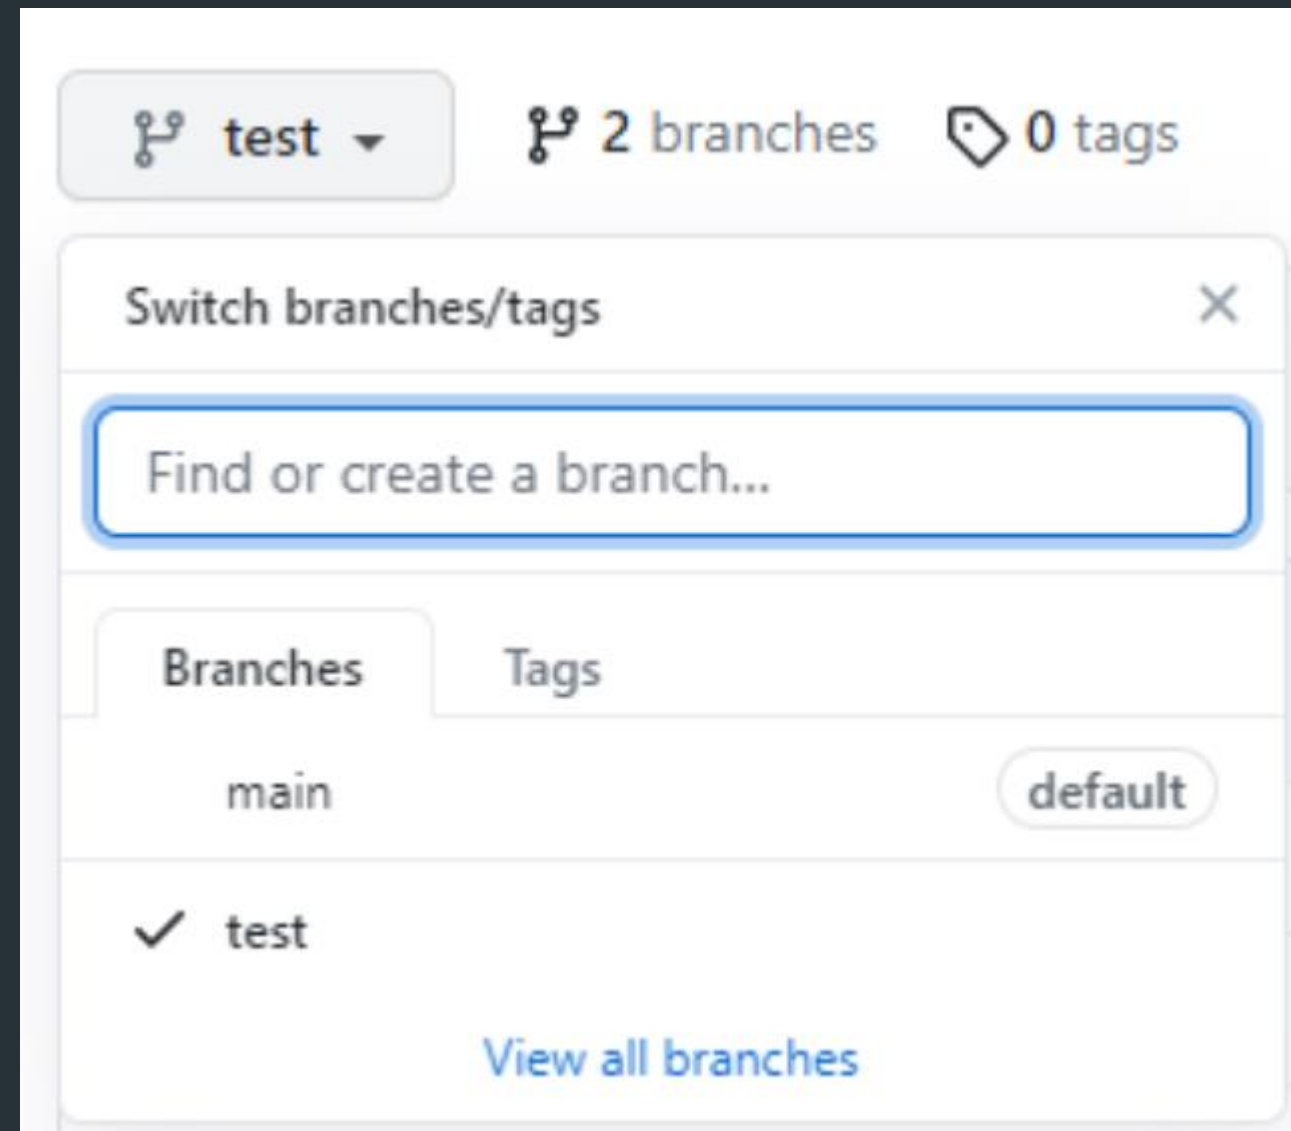 test 2 branches 0 tags
Switch branches/tags
Find or create a branch...
Branches Tags
main default
test
View all branches